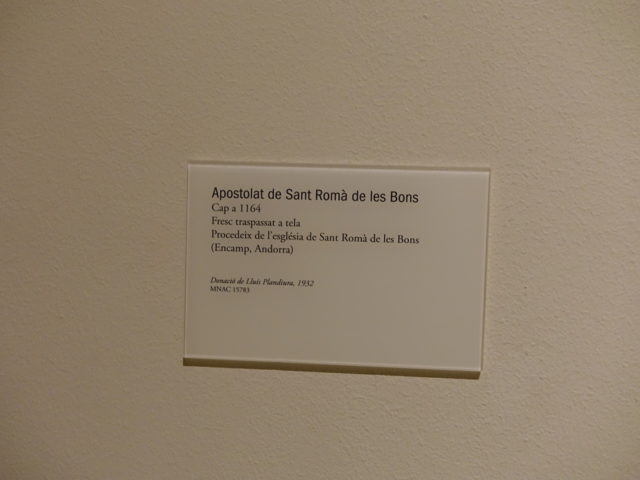 Apostolat de Sant Romà de les Bons
Cap a 1164
Fresc traspassat a tela
Procedeix de l'església de Sant Romà de les Bons
(Encamp, Andorra)
Donació de Lluís Plandiura, 1932
MNAC 15783